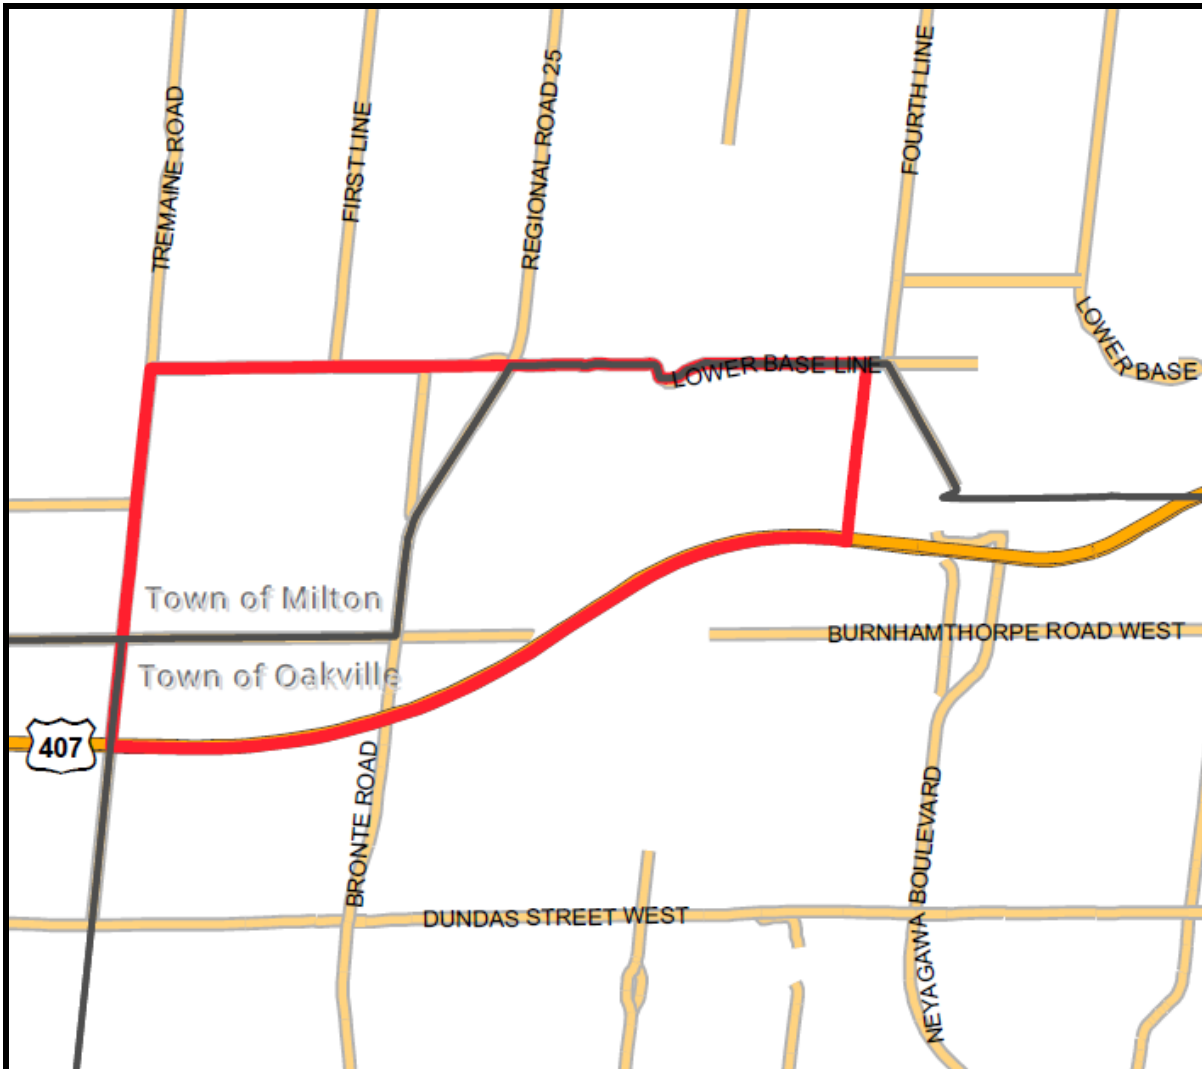 TREMAINE ROAD
FIRST LINE
REGIONAL ROAD 25
FOURTH LINE
LOWER BASE LINE
LOWER BASE
Town of Milton
Town of Oakville
BURNHAMTHORPE ROAD WEST
407
BRONTE ROAD
NEYAGAWA BOULEVARD
DUNDAS STREET WEST